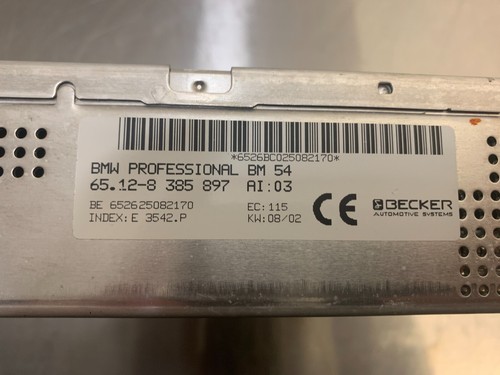 *6526BC025082170*
BMW PROFESSIONAL BM 54
65.12-8 385 897 AI:03
BE 652625082170 EC:115
INDEX:E 3542.P KW:08/02
CE
BECKER
AUTOMOTIVE SYSTEMS